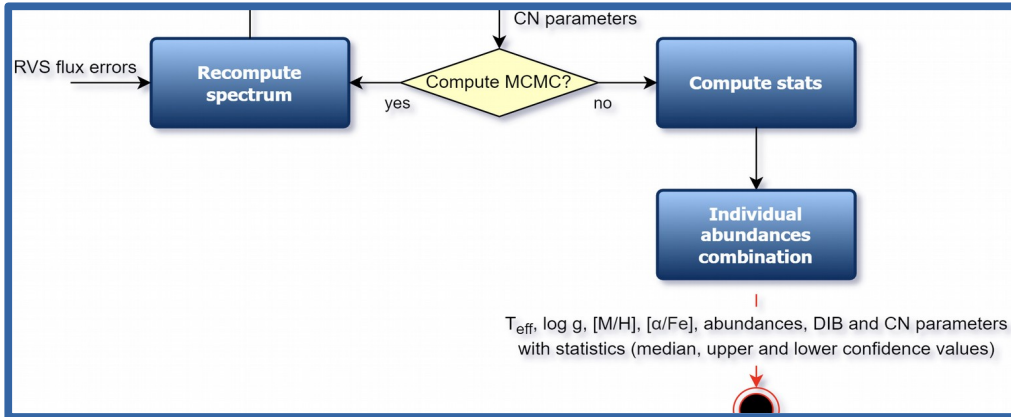 CN parameters
RVS flux errors
Recompute
spectrum
Compute MCMC?
yes
no
Compute stats
Individual
abundances
combination
T_eff, log g, [M/H], [α/Fe], abundances, DIB and CN parameters
with statistics (median, upper and lower confidence values)